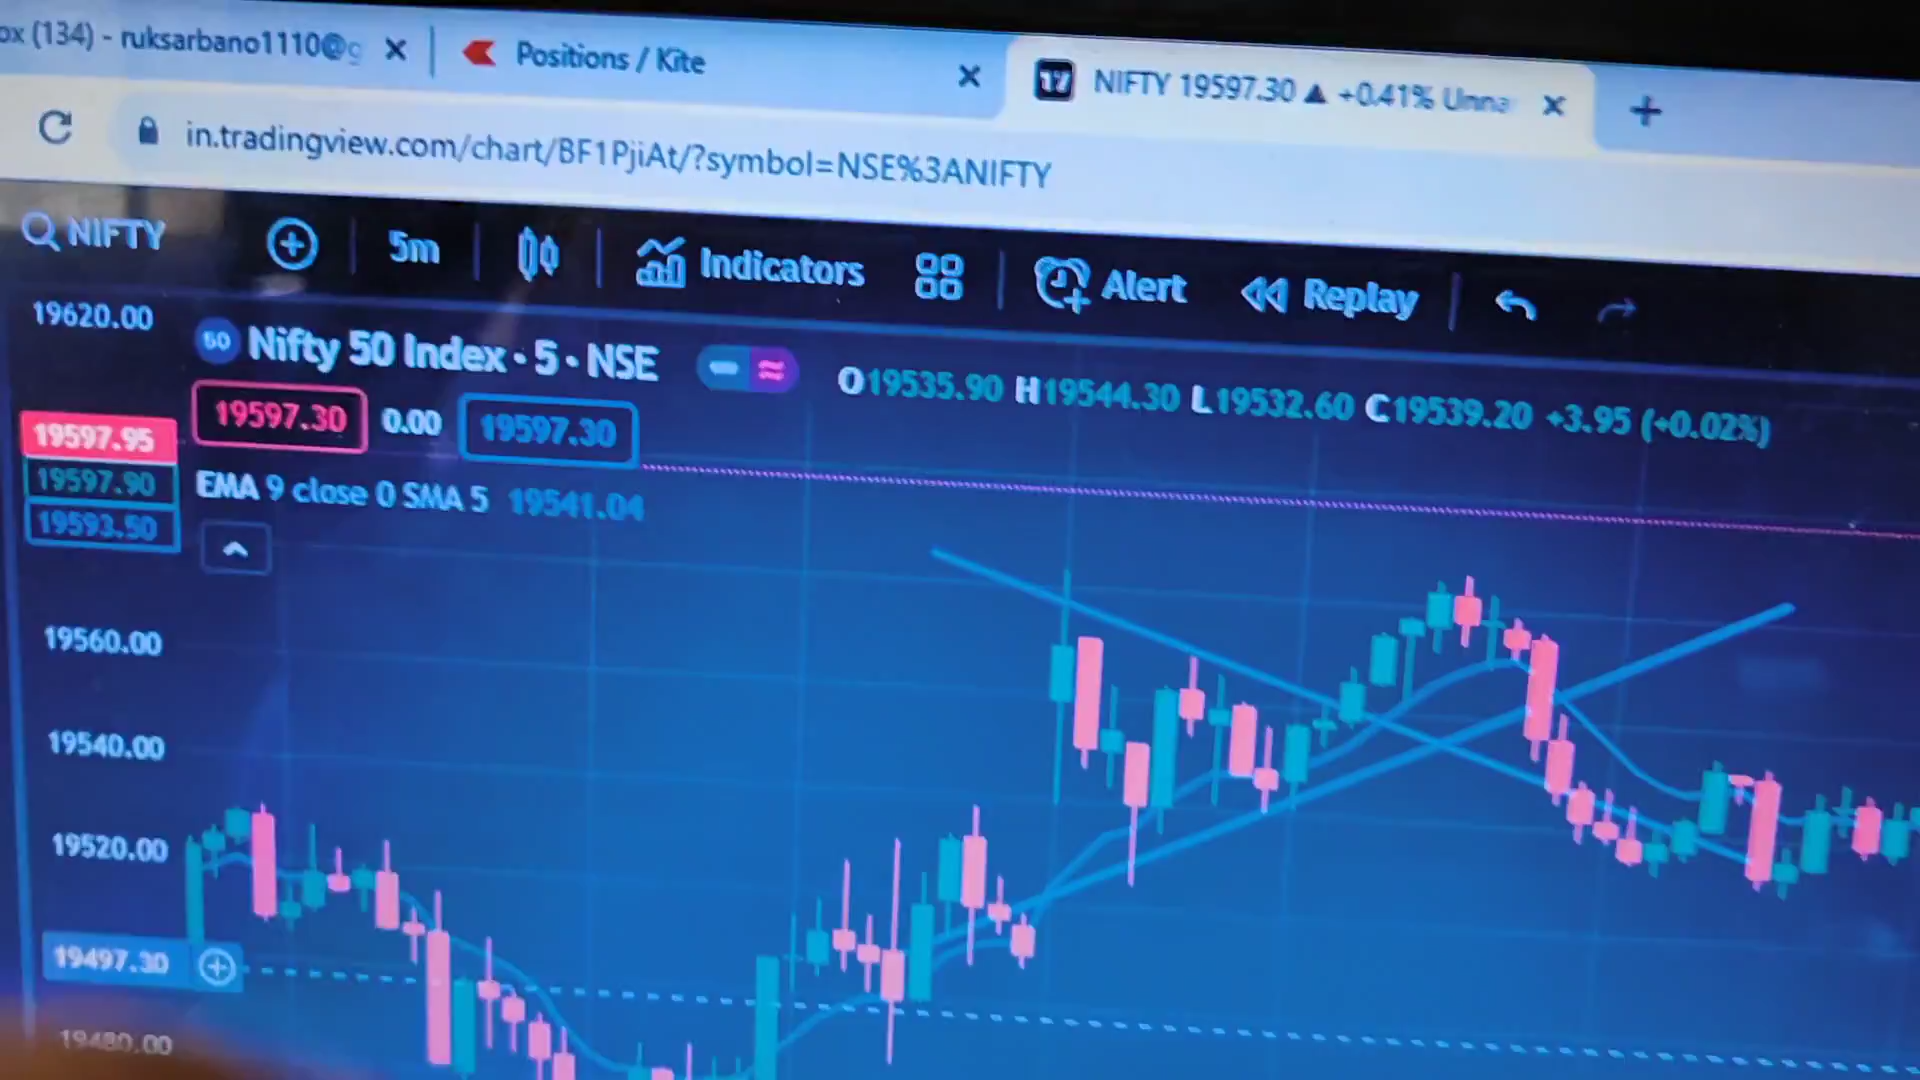 ox (134) - ruksarbano1110@g
Positions / Kite
NIFTY 19597.30 ▲ +0.41% Unna
in.tradingview.com/chart/BF1PjiAt/?symbol=NSE%3ANIFTY
NIFTY
5m
Indicators
Alert
Replay
19620.00
50
Nifty 50 Index · 5 · NSE
O19535.90 H19544.30 L19532.60 C19539.20 +3.95 (+0.02%)
19597.30
0.00
19597.30
19597.95
19597.90
19593.50
EMA 9 close 0 SMA 5 19541.04
19560.00
19540.00
19520.00
19497.30
19480.00